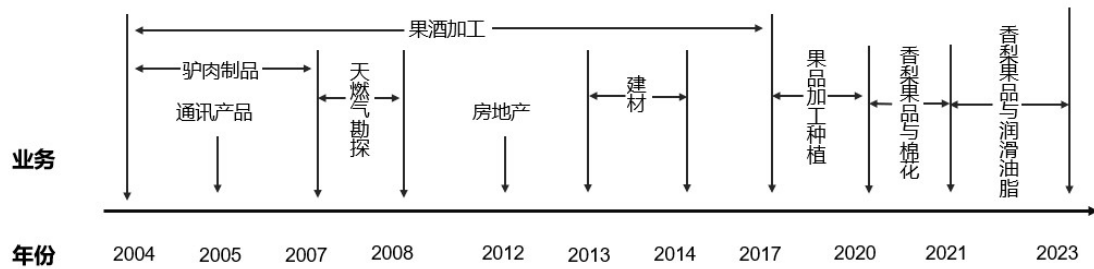 果酒加工
驴肉制品
通讯产品
天燃气勘探
房地产
建材
果品加工种植
香梨果品与棉花
香梨果品与润滑油脂
业务
年份 2004 2005 2007 2008 2012 2013 2014 2017 2020 2021 2023